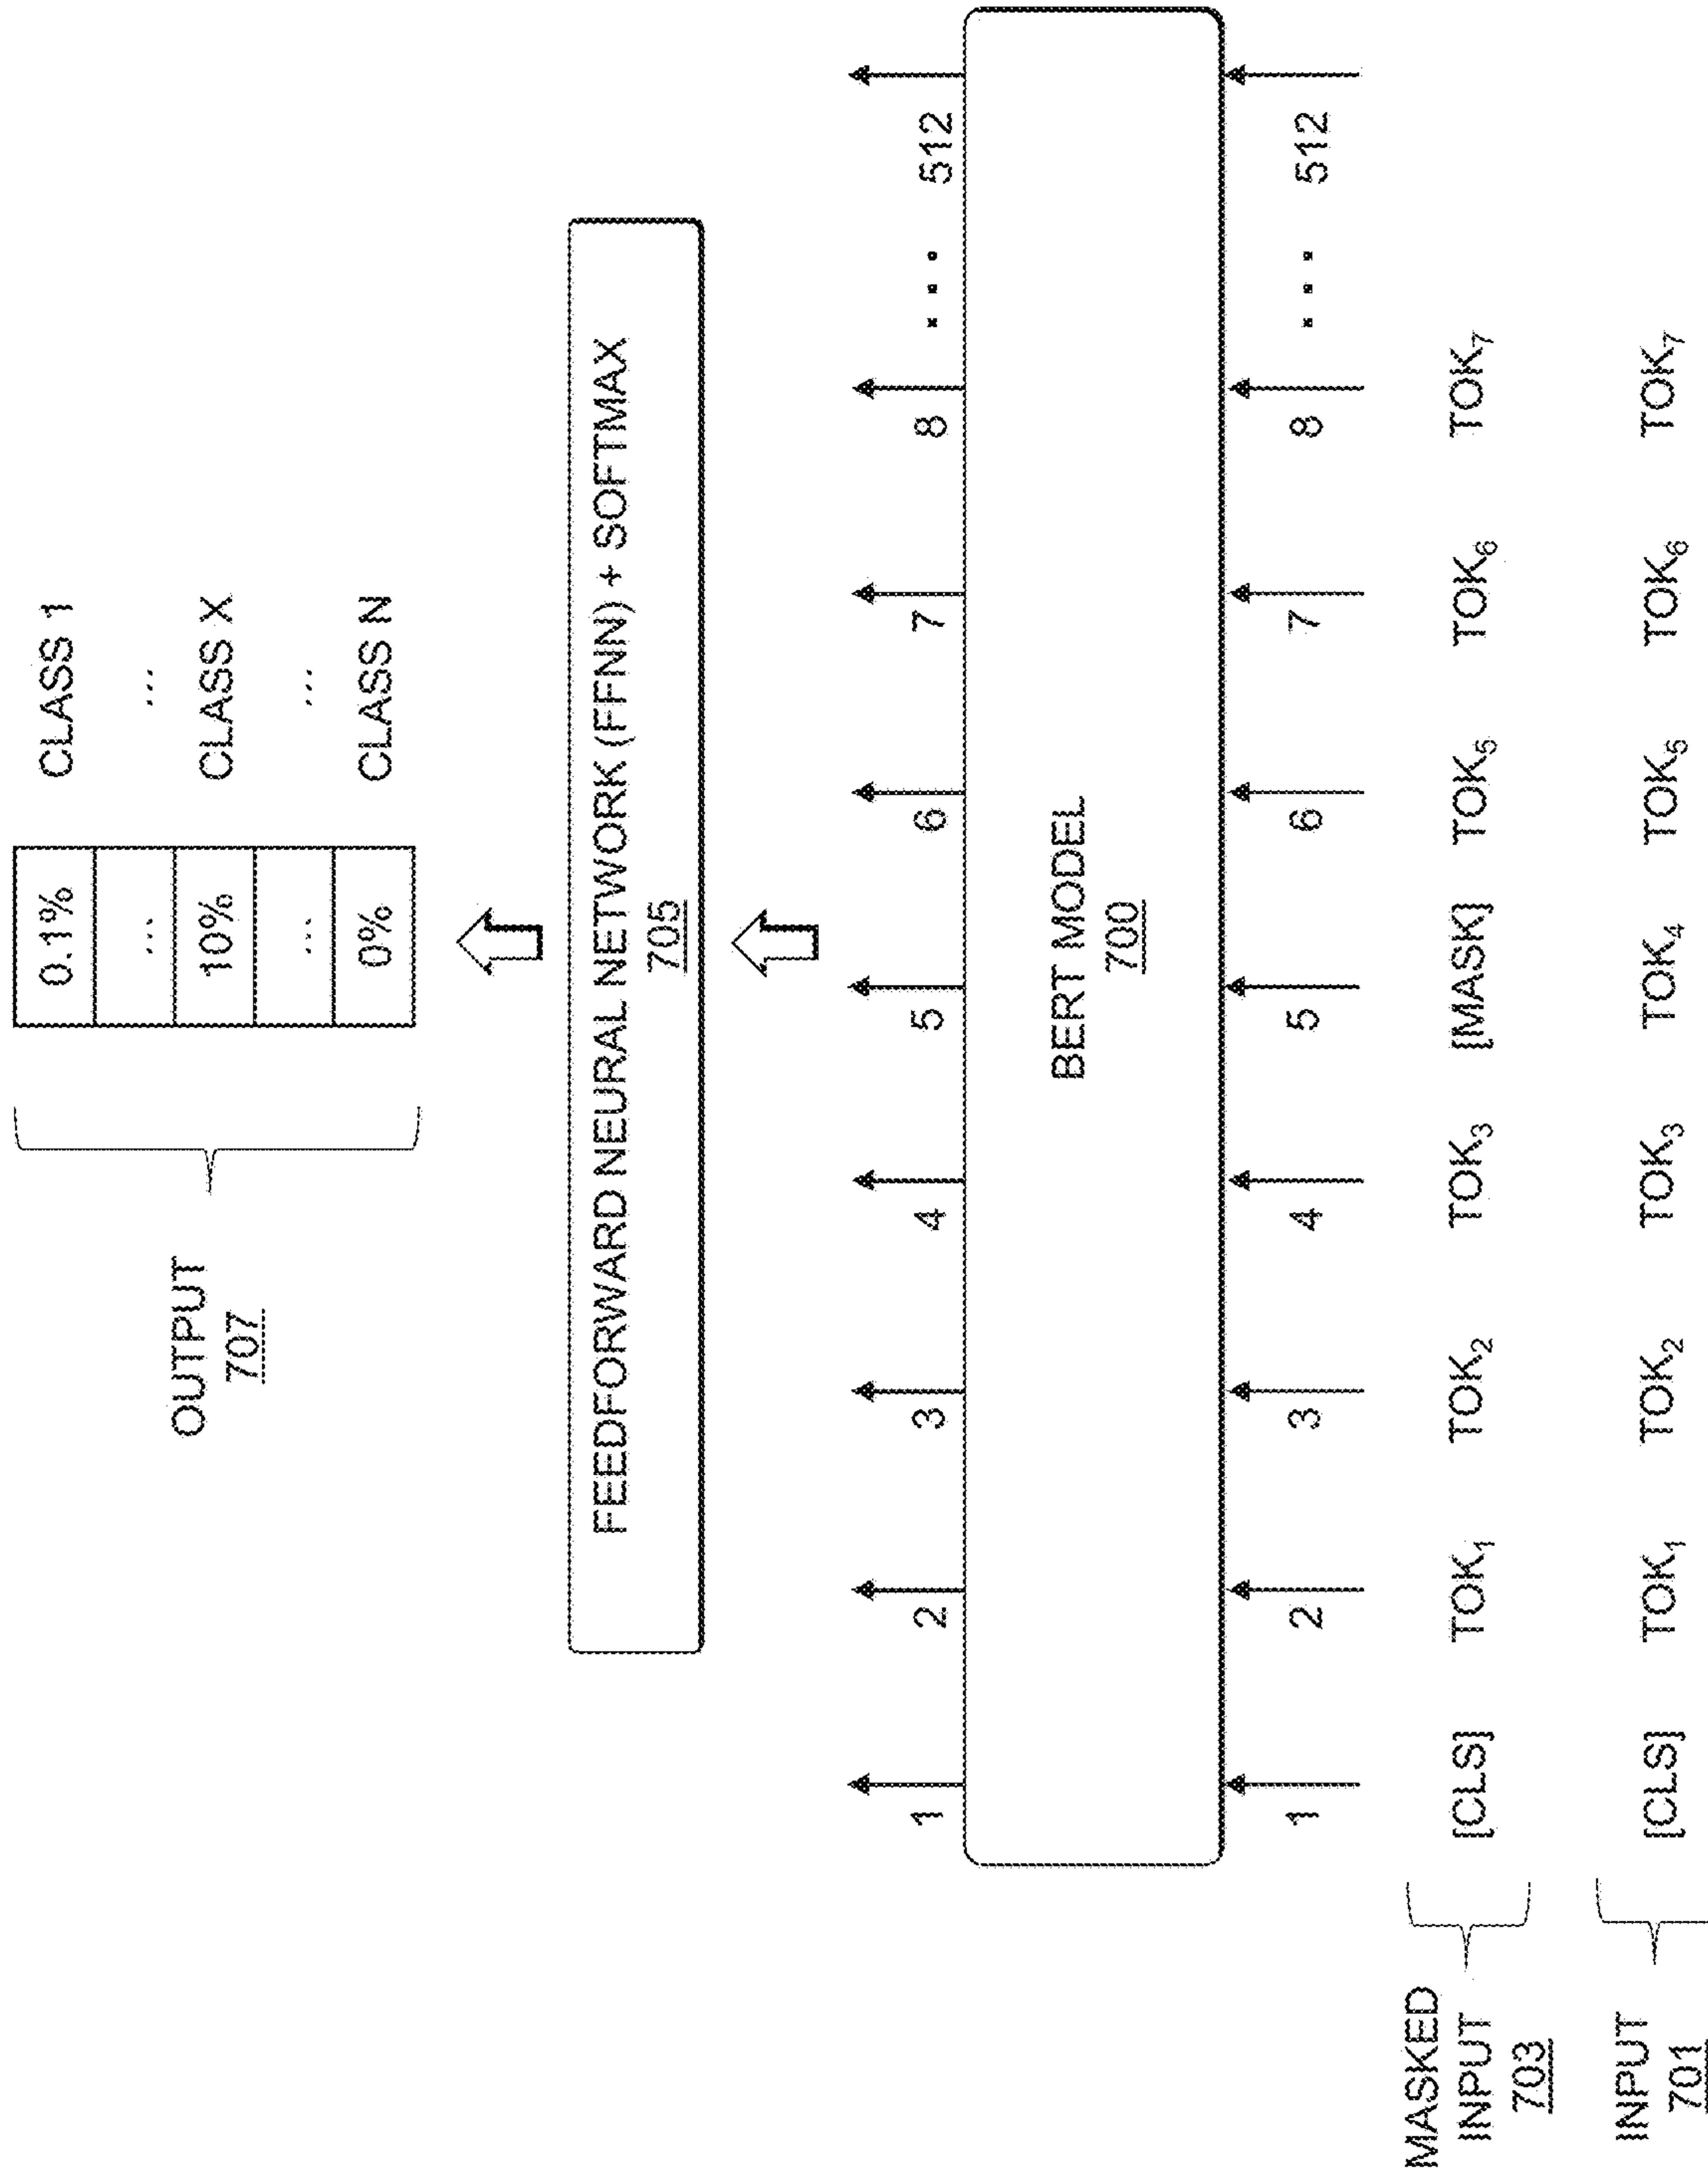 OUTPUT
707
0.1% CLASS 1
... ...
10% CLASS X
... ...
0% CLASS N
FEEDFORWARD NEURAL NETWORK (FFNN) + SOFTMAX
705
1 2 3 4 5 6 7 8 ... 512
BERT MODEL
700
1 2 3 4 5 6 7 8 ... 512
MASKED
INPUT
703
[CLS] TOK₁ TOK₂ TOK₃ [MASK] TOK₅ TOK₆ TOK₇
INPUT
701
[CLS] TOK₁ TOK₂ TOK₃ TOK₄ TOK₅ TOK₆ TOK₇